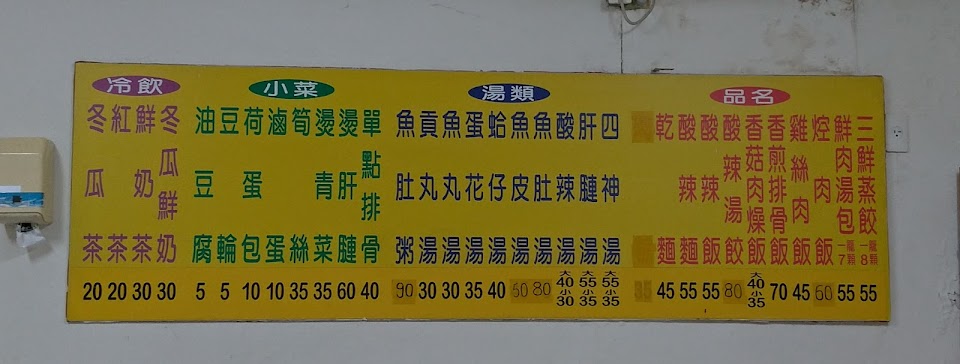 品名
三鮮蒸餃一籠8顆 55
鮮肉湯包一籠7顆 55
焢肉飯 60
雞絲肉飯 45
香煎排骨飯 70
香菇肉燥飯 大40小35
酸辣湯餃 80
酸辣飯 55
酸辣麵 55
乾麵 45
湯類
四神湯 大55小35
肝腱湯 大55小35
酸辣湯 大40小30
魚肚湯 80
魚皮湯 60
蛤仔湯 40
蛋花湯 35
魚丸湯 30
貢丸湯 30
魚肚粥 90
小菜
單點排骨 40
燙肝腱 60
燙青菜 35
筍絲 35
滷蛋 10
荷蛋包 10
豆輪 5
油豆腐 5
冷飲
冬瓜鮮奶 30
鮮奶茶 30
紅茶 20
冬瓜茶 20